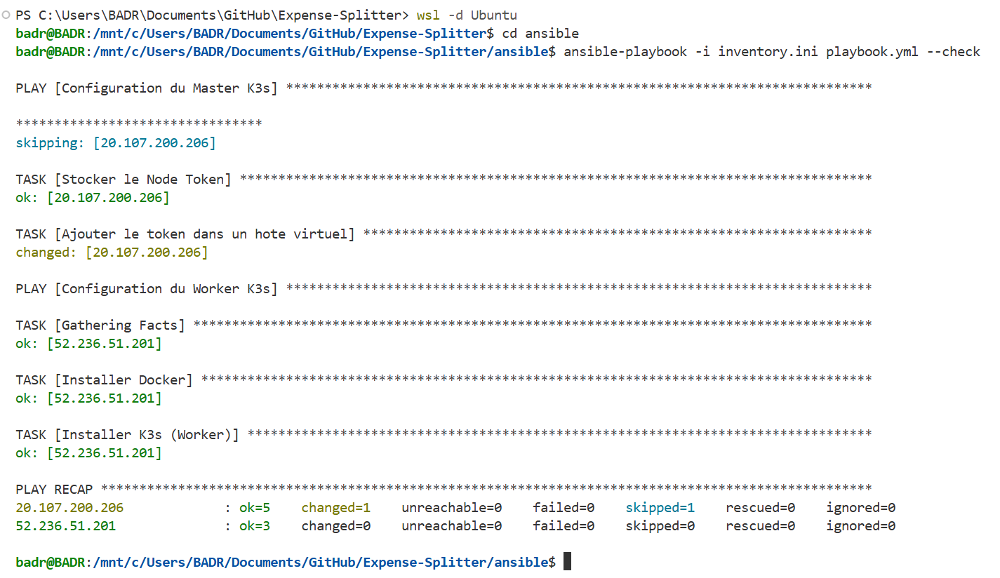 PS C:\Users\BADR\Documents\GitHub\Expense-Splitter> wsl -d Ubuntu
badr@BADR:/mnt/c/Users/BADR/Documents/GitHub/Expense-Splitter$ cd ansible
badr@BADR:/mnt/c/Users/BADR/Documents/GitHub/Expense-Splitter/ansible$ ansible-playbook -i inventory.ini playbook.yml --check
PLAY [Configuration du Master K3s] ****************************************************************************
********************************
skipping: [20.107.200.206]
TASK [Stocker le Node Token] **********************************************************************************
ok: [20.107.200.206]
TASK [Ajouter le token dans un hote virtuel] ******************************************************************
changed: [20.107.200.206]
PLAY [Configuration du Worker K3s] ****************************************************************************
TASK [Gathering Facts] ****************************************************************************************
ok: [52.236.51.201]
TASK [Installer Docker] ***************************************************************************************
ok: [52.236.51.201]
TASK [Installer K3s (Worker)] *********************************************************************************
ok: [52.236.51.201]
PLAY RECAP ****************************************************************************************************
20.107.200.206             : ok=5    changed=1    unreachable=0    failed=0    skipped=1    rescued=0    ignored=0
52.236.51.201              : ok=3    changed=0    unreachable=0    failed=0    skipped=0    rescued=0    ignored=0
badr@BADR:/mnt/c/Users/BADR/Documents/GitHub/Expense-Splitter/ansible$